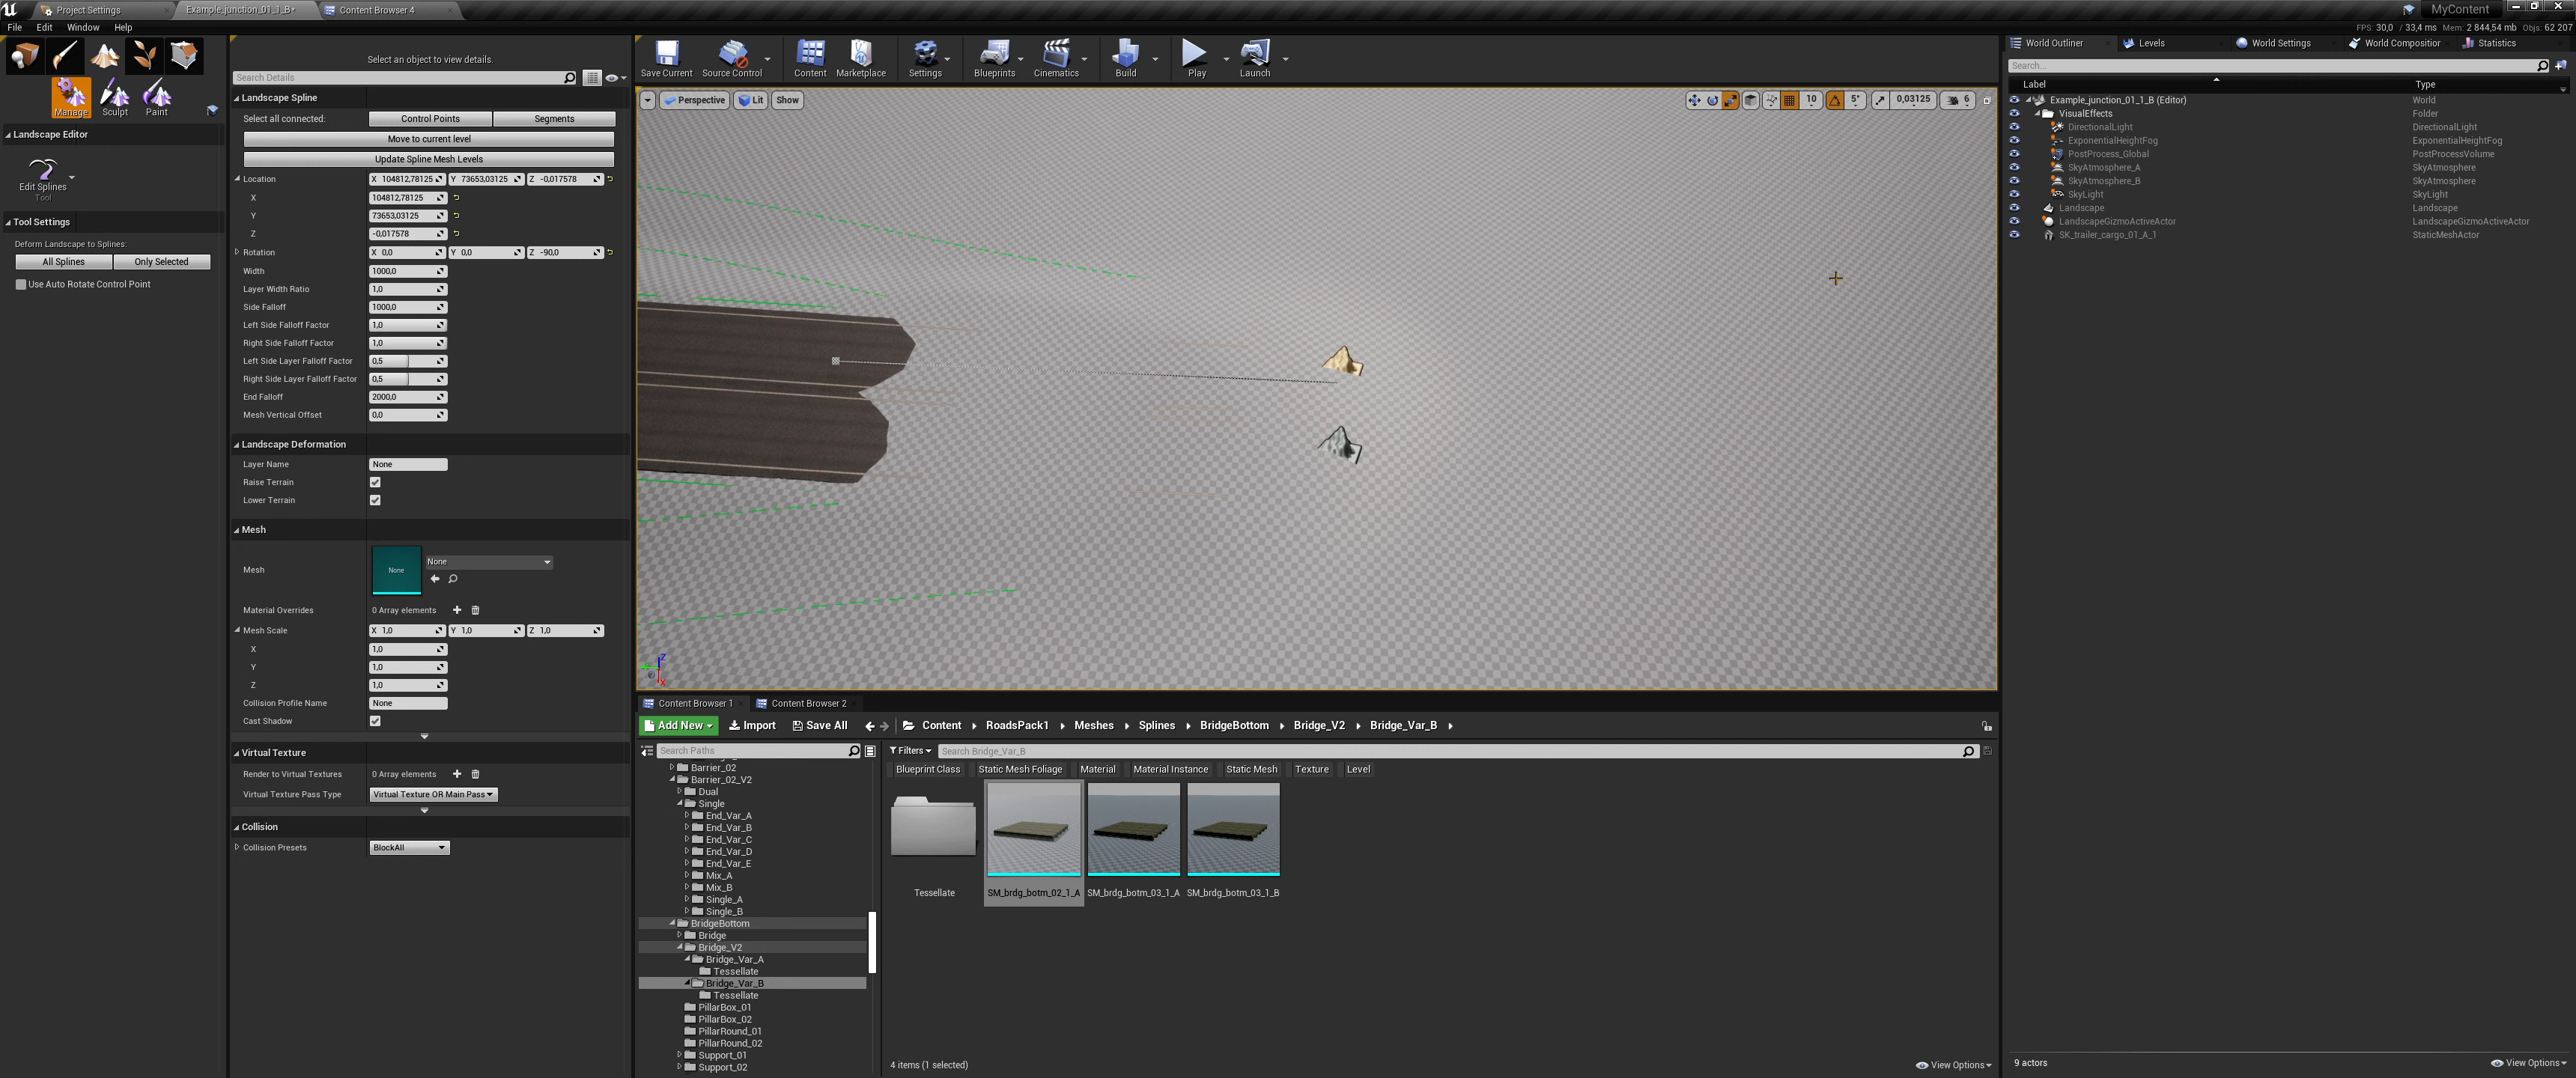 Project Settings
Example_junction_01_1_B*
Content Browser 4
MyContent
File Edit Window Help
FPS: 30,0 / 33,4 ms Mem: 2 844,54 mb Objs: 62 207
Manage Sculpt Paint
Landscape Editor
Edit Splines
Tool
Tool Settings
Deform Landscape to Splines:
All Splines Only Selected
Use Auto Rotate Control Point
Select an object to view details.
Search Details
Landscape Spline
Select all connected: Control Points Segments
Move to current level
Update Spline Mesh Levels
Location X 104812,78125 Y 73653,03125 Z -0,017578
X 104812,78125
Y 73653,03125
Z -0,017578
Rotation X 0,0 Y 0,0 Z -90,0
Width 1000,0
Layer Width Ratio 1,0
Side Falloff 1000,0
Left Side Falloff Factor 1,0
Right Side Falloff Factor 1,0
Left Side Layer Falloff Factor 0,5
Right Side Layer Falloff Factor 0,5
End Falloff 2000,0
Mesh Vertical Offset 0,0
Landscape Deformation
Layer Name None
Raise Terrain
Lower Terrain
Mesh
Mesh None None
Material Overrides 0 Array elements
Mesh Scale X 1,0 Y 1,0 Z 1,0
X 1,0
Y 1,0
Z 1,0
Collision Profile Name None
Cast Shadow
Virtual Texture
Render to Virtual Textures 0 Array elements
Virtual Texture Pass Type Virtual Texture OR Main Pass
Collision
Collision Presets BlockAll
Save Current Source Control Content Marketplace Settings Blueprints Cinematics Build Play Launch
Perspective Lit Show
10 5° 0,03125 6
Z
X
Content Browser 1 Content Browser 2
Add New Import Save All Content RoadsPack1 Meshes Splines BridgeBottom Bridge_V2 Bridge_Var_B
Search Paths
Barrier_02
Barrier_02_V2
Dual
Single
End_Var_A
End_Var_B
End_Var_C
End_Var_D
End_Var_E
Mix_A
Mix_B
Single_A
Single_B
BridgeBottom
Bridge
Bridge_V2
Bridge_Var_A
Tessellate
Bridge_Var_B
Tessellate
PillarBox_01
PillarBox_02
PillarRound_01
PillarRound_02
Support_01
Support_02
Filters Search Bridge_Var_B
Blueprint Class Static Mesh Foliage Material Material Instance Static Mesh Texture Level
Tessellate SM_brdg_botm_02_1_A SM_brdg_botm_03_1_A SM_brdg_botm_03_1_B
4 items (1 selected) View Options
World Outliner Levels World Settings World Compositior Statistics
Search...
Label Type
Example_junction_01_1_B (Editor) World
VisualEffects Folder
DirectionalLight DirectionalLight
ExponentialHeightFog ExponentialHeightFog
PostProcess_Global PostProcessVolume
SkyAtmosphere_A SkyAtmosphere
SkyAtmosphere_B SkyAtmosphere
SkyLight SkyLight
Landscape Landscape
LandscapeGizmoActiveActor LandscapeGizmoActiveActor
SK_trailer_cargo_01_A_1 StaticMeshActor
9 actors View Options